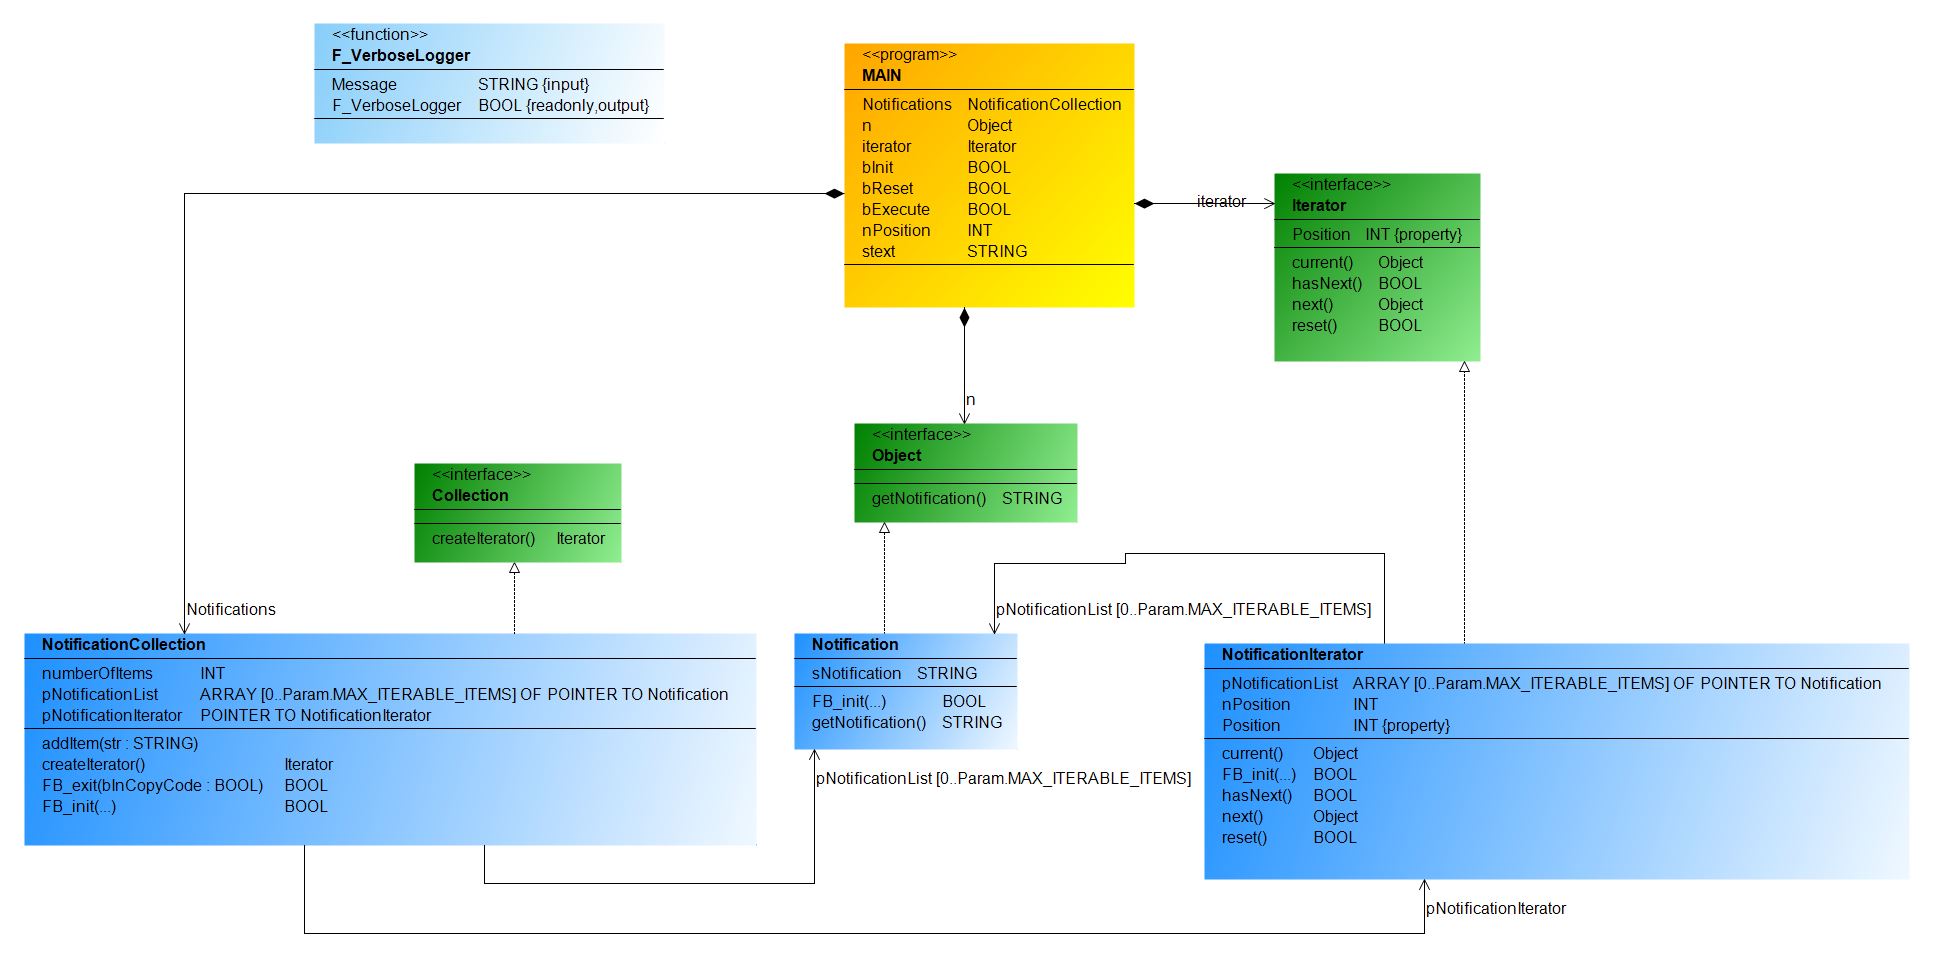 <<function>>
F_VerboseLogger
Message STRING {input}
F_VerboseLogger BOOL {readonly,output}
<<program>>
MAIN
Notifications NotificationCollection
n Object
iterator Iterator
bInit BOOL
bReset BOOL
bExecute BOOL
nPosition INT
stext STRING
iterator
<<interface>>
Iterator
Position INT {property}
current() Object
hasNext() BOOL
next() Object
reset() BOOL
n
<<interface>>
Object
getNotification() STRING
<<interface>>
Collection
createIterator() Iterator
Notifications
pNotificationList [0..Param.MAX_ITERABLE_ITEMS]
NotificationCollection
numberOfItems INT
pNotificationList ARRAY [0..Param.MAX_ITERABLE_ITEMS] OF POINTER TO Notification
pNotificationIterator POINTER TO NotificationIterator
addItem(str : STRING)
createIterator() Iterator
FB_exit(bInCopyCode : BOOL) BOOL
FB_init(...) BOOL
Notification
sNotification STRING
FB_init(...) BOOL
getNotification() STRING
pNotificationList [0..Param.MAX_ITERABLE_ITEMS]
NotificationIterator
pNotificationList ARRAY [0..Param.MAX_ITERABLE_ITEMS] OF POINTER TO Notification
nPosition INT
Position INT {property}
current() Object
FB_init(...) BOOL
hasNext() BOOL
next() Object
reset() BOOL
pNotificationIterator